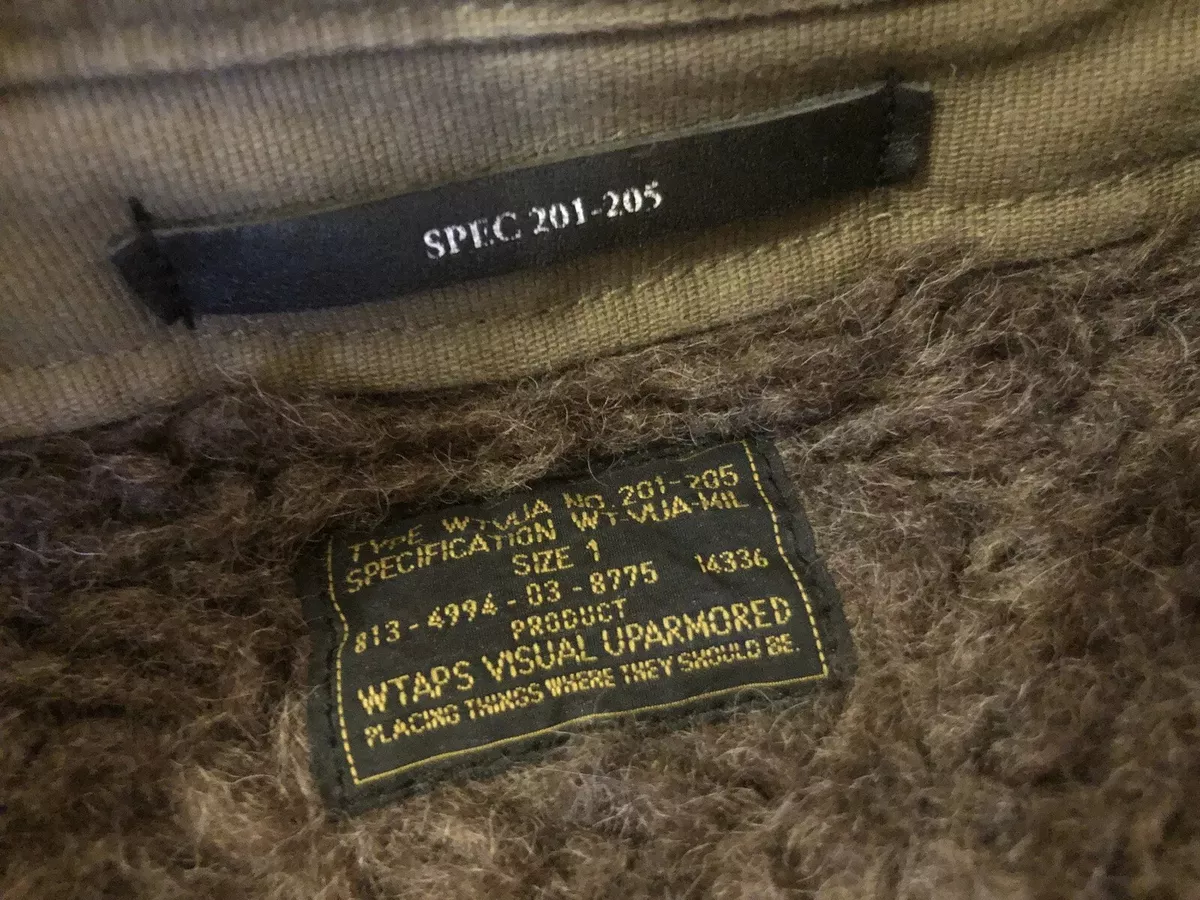 SPEC 201-205
TYPE WTVUA No. 201-205
SPECIFICATION WT-VUA-MIL
SIZE 1
813-4994-03-8775 14336
PRODUCT
WTAPS VISUAL UPARMORED
PLACING THINGS WHERE THEY SHOULD BE.